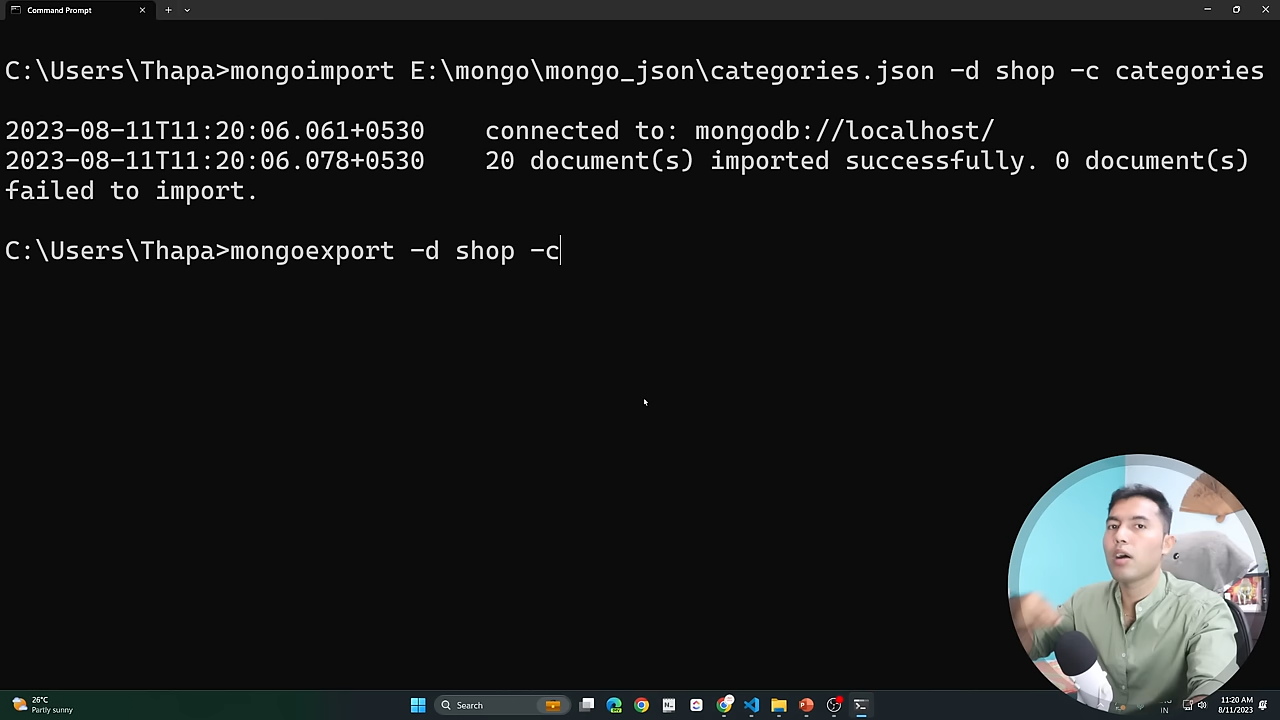 Command Prompt
C:\Users\Thapa>mongoimport E:\mongo\mongo_json\categories.json -d shop -c categories
2023-08-11T11:20:06.061+0530    connected to: mongodb://localhost/
2023-08-11T11:20:06.078+0530    20 document(s) imported successfully. 0 document(s)
failed to import.
C:\Users\Thapa>mongoexport -d shop -c
26°C
Partly sunny
Search
IN
11:20 AM
8/11/2023